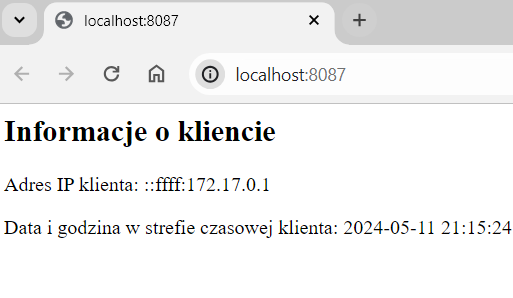 localhost:8087
localhost:8087
Informacje o kliencie
Adres IP klienta: ::ffff:172.17.0.1
Data i godzina w strefie czasowej klienta: 2024-05-11 21:15:24